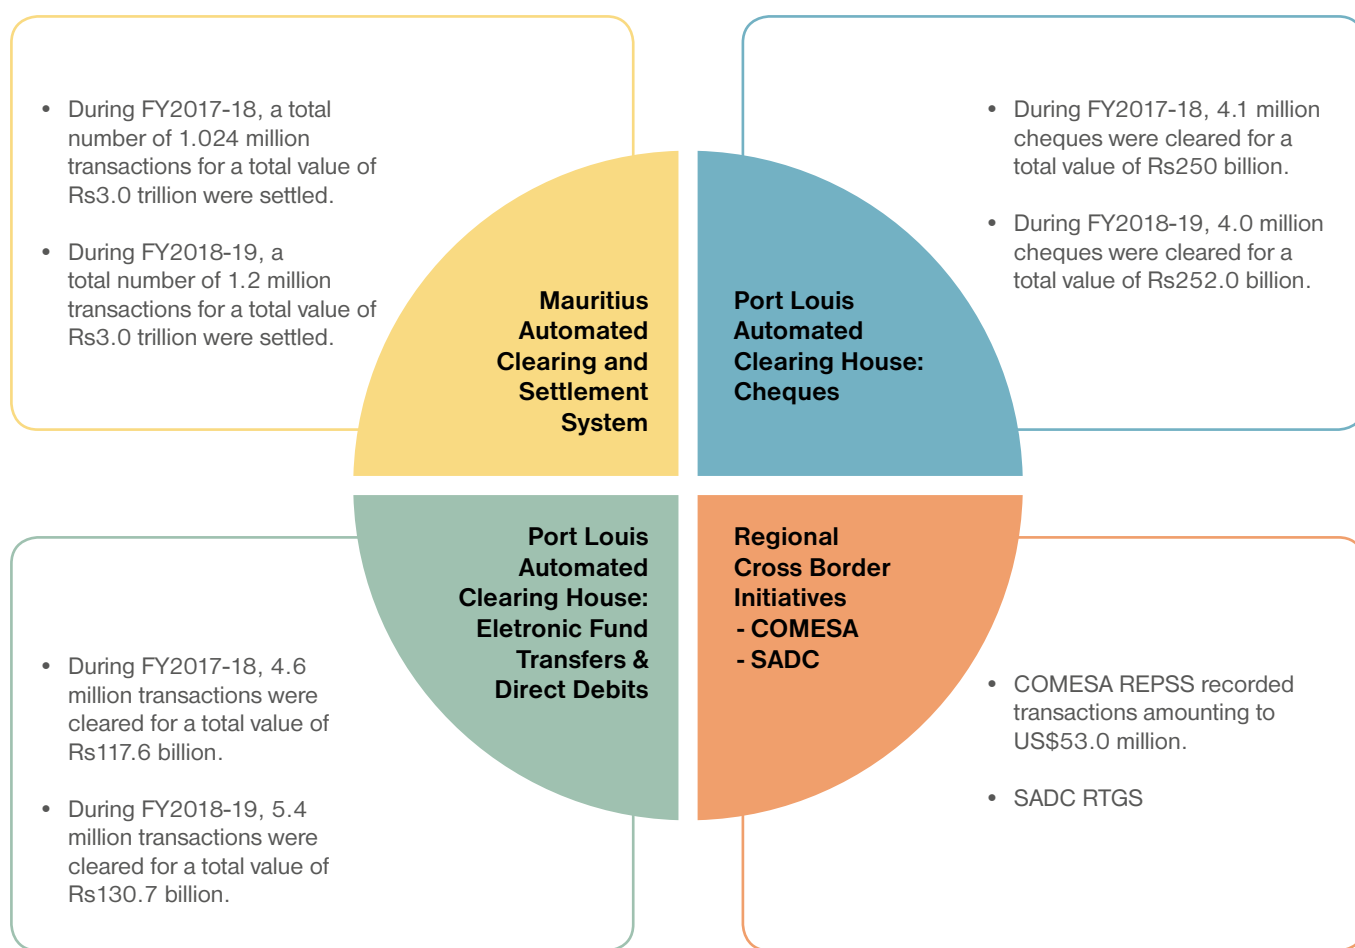 • During FY2017-18, a total
number of 1.024 million
transactions for a total value of
Rs3.0 trillion were settled.
• During FY2018-19, a
total number of 1.2 million
transactions for a total value of
Rs3.0 trillion were settled.
Mauritius
Automated
Clearing and
Settlement
System
• During FY2017-18, 4.1 million
cheques were cleared for a
total value of Rs250 billion.
• During FY2018-19, 4.0 million
cheques were cleared for a
total value of Rs252.0 billion.
Port Louis
Automated
Clearing House:
Cheques
Port Louis
Automated
Clearing House:
Eletronic Fund
Transfers &
Direct Debits
• During FY2017-18, 4.6
million transactions were
cleared for a total value of
Rs117.6 billion.
• During FY2018-19, 5.4
million transactions were
cleared for a total value of
Rs130.7 billion.
Regional
Cross Border
Initiatives
- COMESA
- SADC
• COMESA REPSS recorded
transactions amounting to
US$53.0 million.
• SADC RTGS